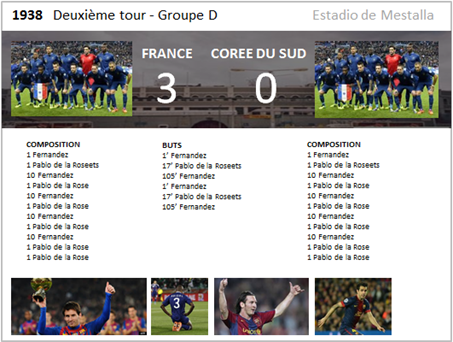 1938 Deuxième tour - Groupe D Estadio de Mestalla
FRANCE COREE DU SUD
3 0
COMPOSITION
1 Fernandez
1 Pablo de la Roseets
10 Fernandez
1 Pablo de la Rose
10 Fernandez
1 Pablo de la Rose
10 Fernandez
1 Pablo de la Rose
10 Fernandez
1 Pablo de la Rose
1 Pablo de la Rose
BUTS
1’ Fernandez
17’ Pablo de la Roseets
105’ Fernandez
1’ Fernandez
17’ Pablo de la Roseets
105’ Fernandez
COMPOSITION
1 Fernandez
1 Pablo de la Roseets
10 Fernandez
1 Pablo de la Rose
10 Fernandez
1 Pablo de la Rose
10 Fernandez
1 Pablo de la Rose
10 Fernandez
1 Pablo de la Rose
1 Pablo de la Rose
3